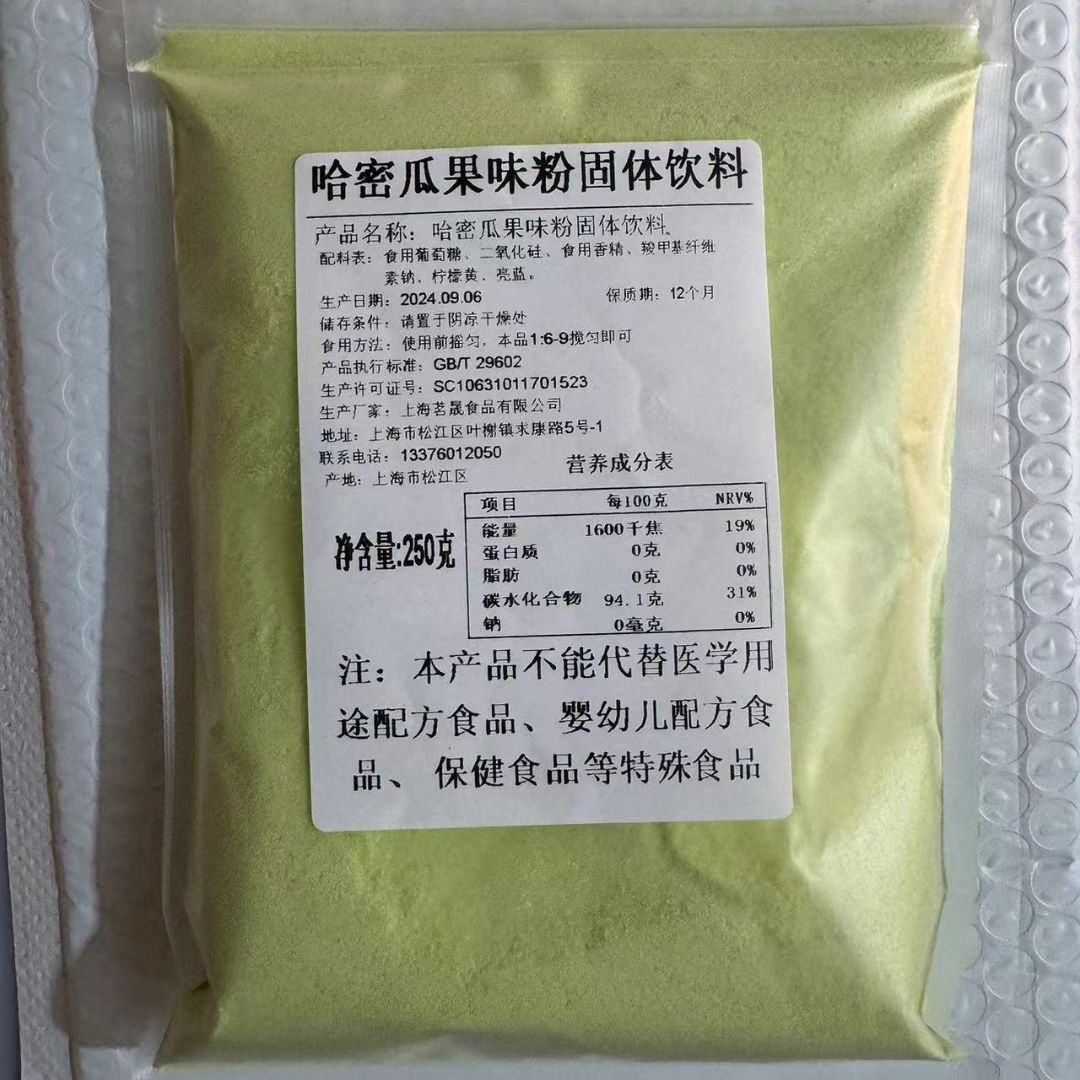 哈密瓜果味粉固体饮料
产品名称：哈密瓜果味粉固体饮料
配料表：食用葡萄糖、二氧化硅、食用香精、羧甲基纤维
素钠、柠檬黄、亮蓝。
生产日期：2024.09.06 保质期：12个月
储存条件：请置于阴凉干燥处
食用方法：使用前摇匀，本品1:6-9搅匀即可
产品执行标准：GB/T 29602
生产许可证号：SC10631011701523
生产厂家：上海茗晟食品有限公司
地址：上海市松江区叶榭镇求康路5号-1
联系电话：13376012050
产地：上海市松江区
营养成分表
项目 每100克 NRV%
能量 1600千焦 19%
蛋白质 0克 0%
脂肪 0克 0%
碳水化合物 94.1克 31%
钠 0毫克 0%
净含量:250克
注：本产品不能代替医学用
途配方食品、婴幼儿配方食
品、保健食品等特殊食品